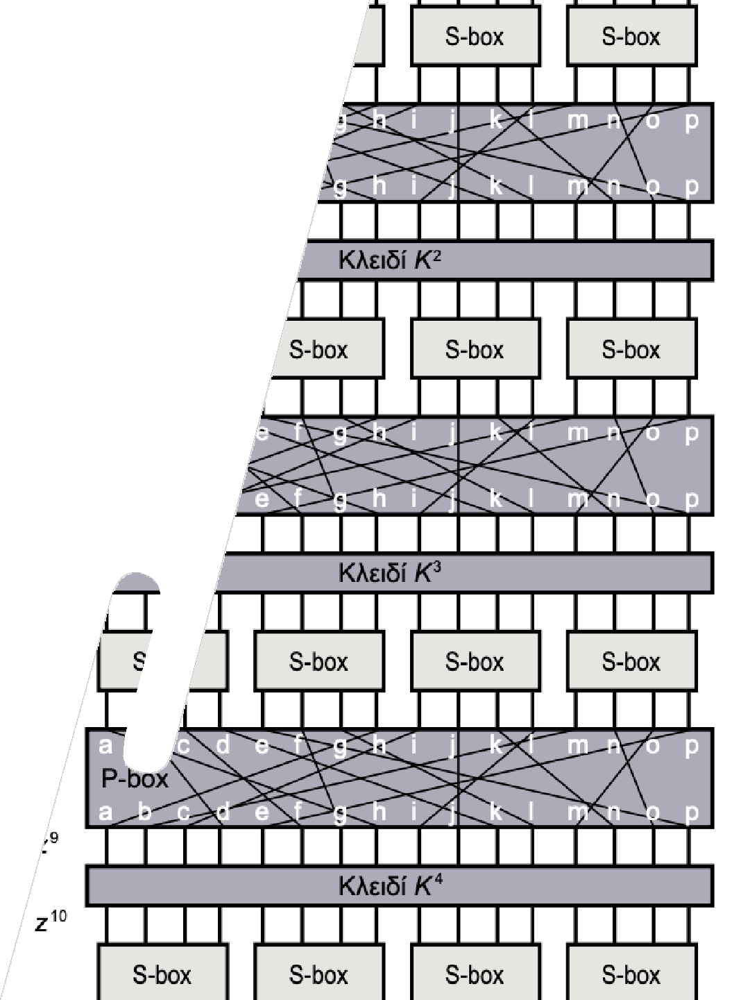 S-box S-box
g h i j k l m n o p
g h i j k l m n o p
Κλειδί K²
S-box S-box S-box
e f g h i j k l m n o p
e f g h i j k l m n o p
Κλειδί K³
S-box S-box S-box
a c d e f g h i j k l m n o p
P-box
a b c d e f g h i j k l m n o p
Κλειδί K⁴
z¹⁰
S-box S-box S-box S-box